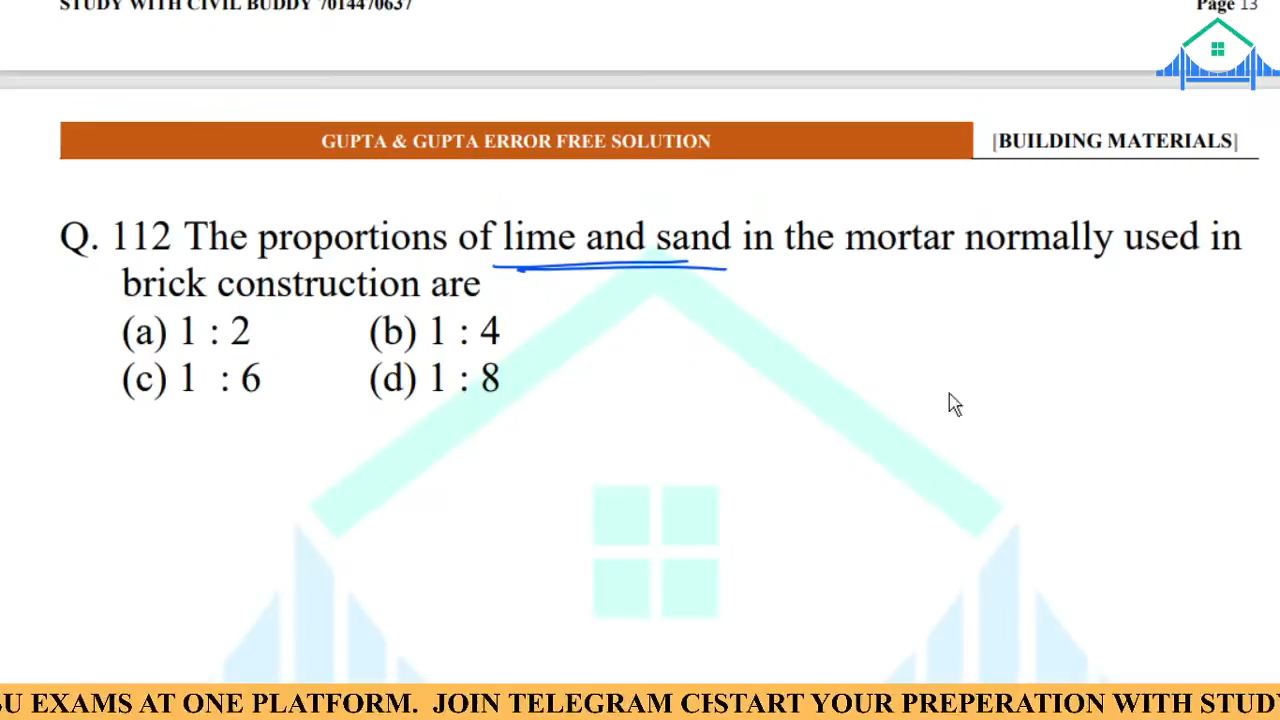 STUDY WITH CIVIL BUDDY 7014470637
Page 13
GUPTA & GUPTA ERROR FREE SOLUTION
[BUILDING MATERIALS]
Q. 112 The proportions of lime and sand in the mortar normally used in
brick construction are
(a) 1 : 2 (b) 1 : 4
(c) 1 : 6 (d) 1 : 8
SU EXAMS AT ONE PLATFORM. JOIN TELEGRAM CHSTART YOUR PREPERATION WITH STUD